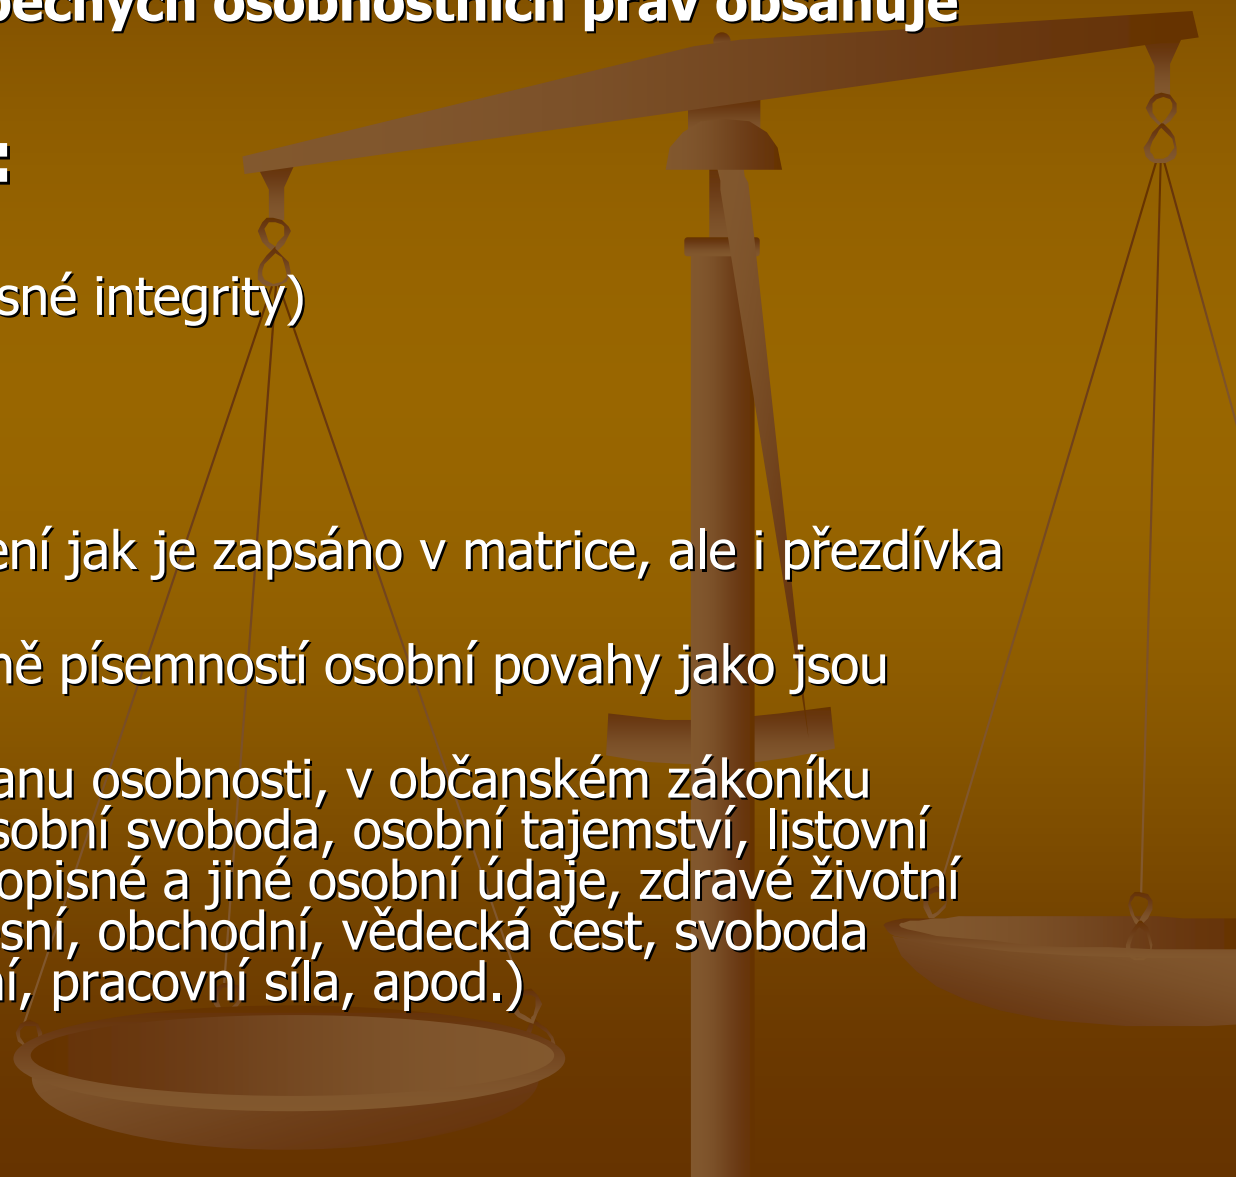 obecných osobnostních práv obsahuje
:
sné integrity)
ení jak je zapsáno v matrice, ale i přezdívka
ně písemností osobní povahy jako jsou
anu osobnosti, v občanském zákoníku
sobní svoboda, osobní tajemství, listovní
opisné a jiné osobní údaje, zdravé životní
sní, obchodní, vědecká čest, svoboda
ní, pracovní síla, apod.)